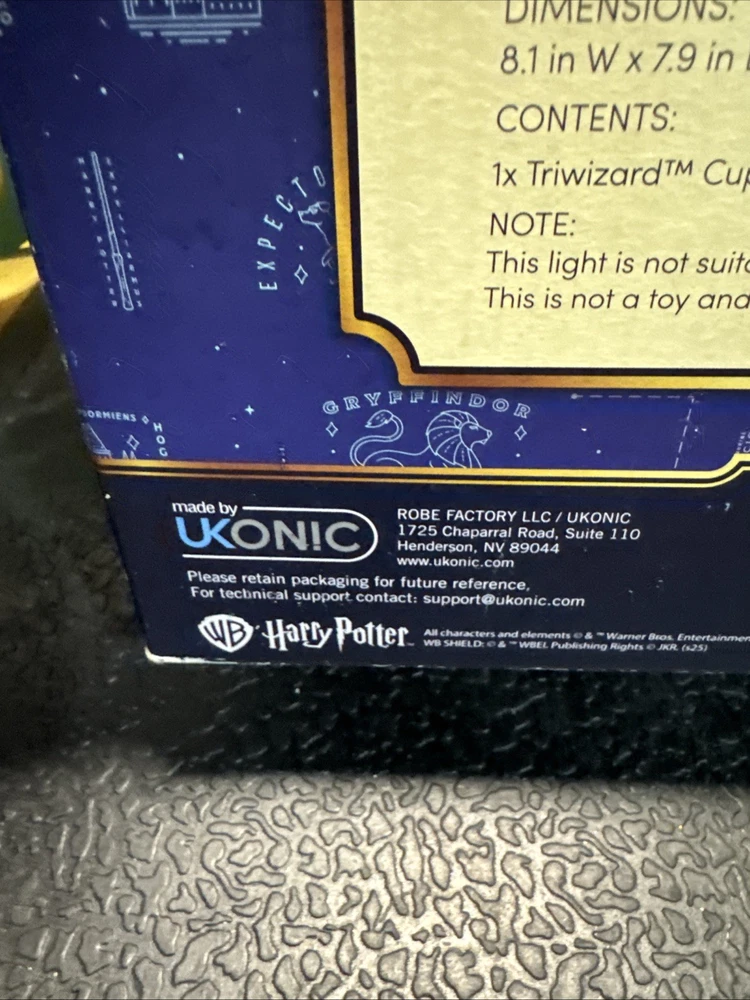 DIMENSIONS:
8.1 in W x 7.9 in
CONTENTS:
1x Triwizard™ Cup
NOTE:
This light is not
This is not a toy and
EXPECTO
GRYFFINDOR
HOG
made by
UKONIC
ROBE FACTORY LLC / UKONIC
1725 Chaparral Road, Suite 110
Henderson, NV 89044
www.ukonic.com
Please retain packaging for future reference,
For technical support contact: support@ukonic.com
WB Harry Potter
All characters and elements © & ™ Warner Bros. Entertainmen
WB SHIELD: © & ™ WBEI. Publishing Rights © JKR. (s25)